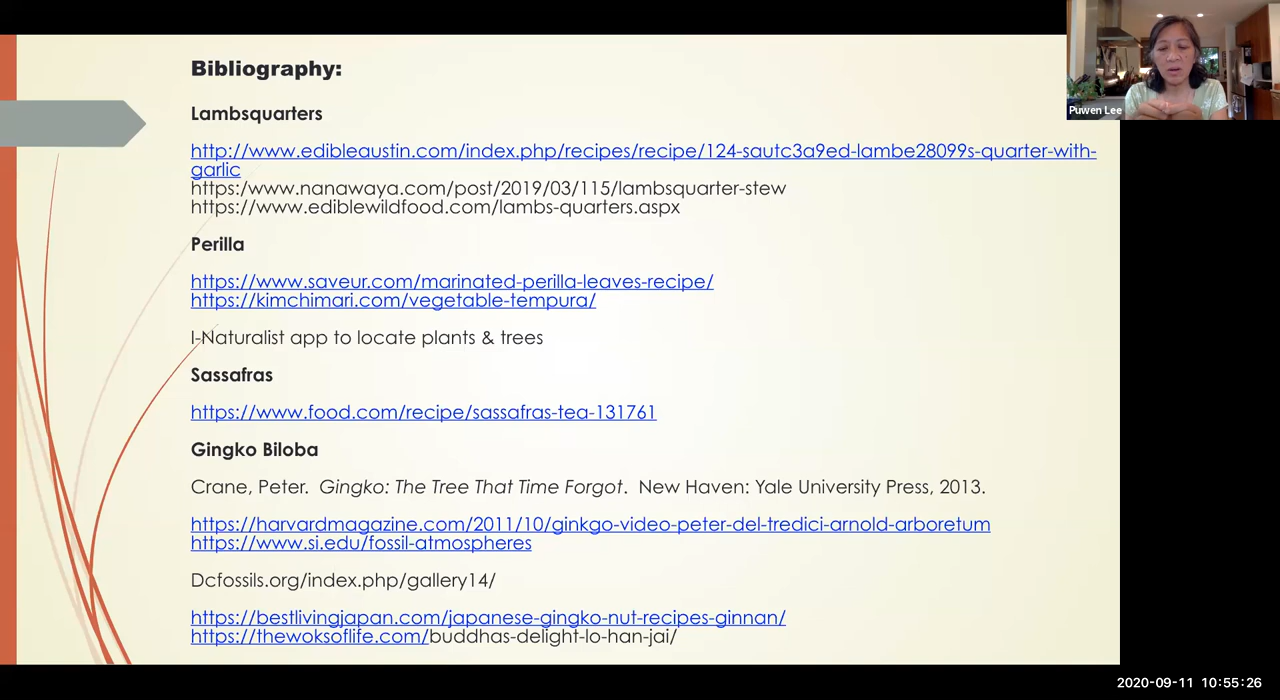 Bibliography:
Lambsquarters
http://www.edibleaustin.com/index.php/recipes/recipe/124-sautc3a9ed-lambe28099s-quarter-with-
garlic
https:/www.nanawaya.com/post/2019/03/115/lambsquarter-stew
https://www.ediblewildfood.com/lambs-quarters.aspx
Perilla
https://www.saveur.com/marinated-perilla-leaves-recipe/
https://kimchimari.com/vegetable-tempura/
I-Naturalist app to locate plants & trees
Sassafras
https://www.food.com/recipe/sassafras-tea-131761
Gingko Biloba
Crane, Peter.  Gingko: The Tree That Time Forgot.  New Haven: Yale University Press, 2013.
https://harvardmagazine.com/2011/10/ginkgo-video-peter-del-tredici-arnold-arboretum
https://www.si.edu/fossil-atmospheres
Dcfossils.org/index.php/gallery14/
https://bestlivingjapan.com/japanese-gingko-nut-recipes-ginnan/
https://thewoksoflife.com/buddhas-delight-lo-han-jai/
Puwen Lee
2020-09-11 10:55:26